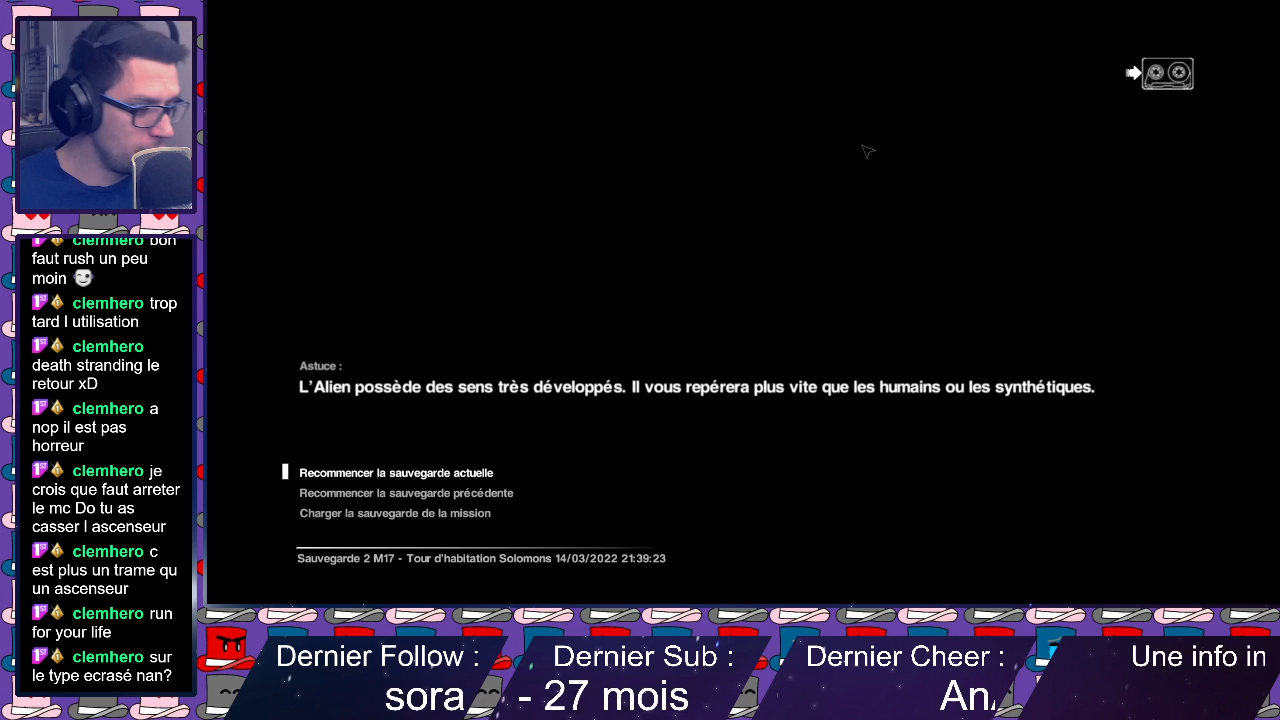 clemhero bon
faut rush un peu
moin
clemhero trop
tard l utilisation
clemhero
death stranding le
retour xD
clemhero a
nop il est pas
horreur
clemhero je
crois que faut arreter
le mc Do tu as
casser l ascenseur
clemhero c
est plus un trame qu
un ascenseur
clemhero run
for your life
clemhero sur
le type ecrasé nan?
Astuce :
L'Alien possède des sens très développés. Il vous repérera plus vite que les humains ou les synthétiques.
Recommencer la sauvegarde actuelle
Recommencer la sauvegarde précédente
Charger la sauvegarde de la mission
Sauvegarde 2 M17 - Tour d'habitation Solomons 14/03/2022 21:39:23
Dernier Follow :
sora
Dernier Sub :
- 27 mois
Dernier Cheer :
An
Une info in